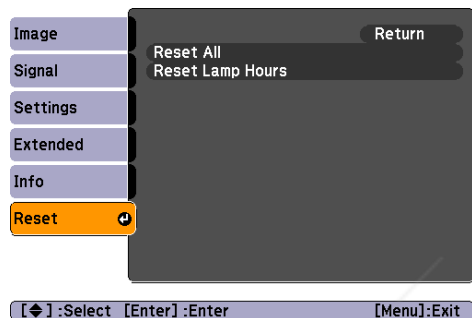 Image
Signal
Settings
Extended
Info
Reset
Return
Reset All
Reset Lamp Hours
[◆] :Select [Enter] :Enter [Menu]:Exit